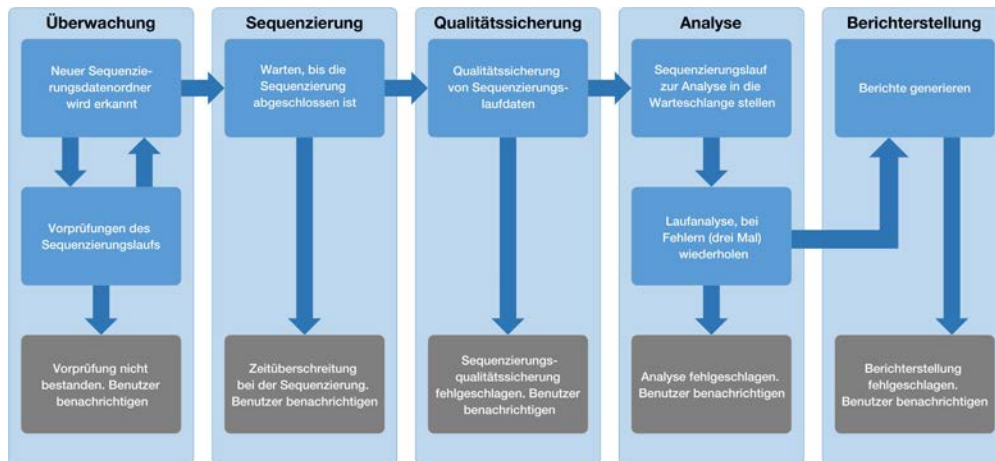 Überwachung
Neuer Sequenzie-
rungsdatenordner
wird erkannt
Vorprüfungen des
Sequenzierungslaufs
Vorprüfung nicht
bestanden. Benutzer
benachrichtigen
Sequenzierung
Warten, bis die
Sequenzierung
abgeschlossen ist
Zeitüberschreitung
bei der Sequenzierung.
Benutzer benachrichtigen
Qualitätssicherung
Qualitätssicherung
von Sequenzierungs-
laufdaten
Sequenzierungs-
qualitätssicherung
fehlgeschlagen. Benutzer
benachrichtigen
Analyse
Sequenzierungslauf
zur Analyse in die
Warteschlange stellen
Laufanalyse, bei
Fehlern (drei Mal)
wiederholen
Analyse fehlgeschlagen.
Benutzer benachrichtigen
Berichterstellung
Berichte generieren
Berichterstellung
fehlgeschlagen.
Benutzer benachrichtigen